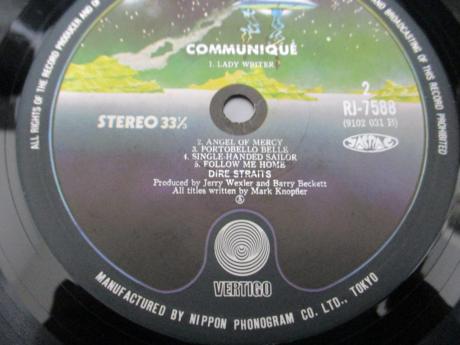 ALL RIGHTS OF THE RECORD PRODUCER AND OF
AND BROADCASTING OF THIS RECORD PROHIBITED
COMMUNIQUÉ
1. LADY WRITER
2
RJ-7588
(9102 031 B)
STEREO 33⅓
2. ANGEL OF MERCY
3. PORTOBELLO BELLE
4. SINGLE-HANDED SAILOR
5. FOLLOW ME HOME
DIRE STRAITS
Produced by Jerry Wexler and Barry Beckett
All titles written by Mark Knopfler
VERTIGO
MANUFACTURED BY NIPPON PHONOGRAM CO. LTD., TOKYO